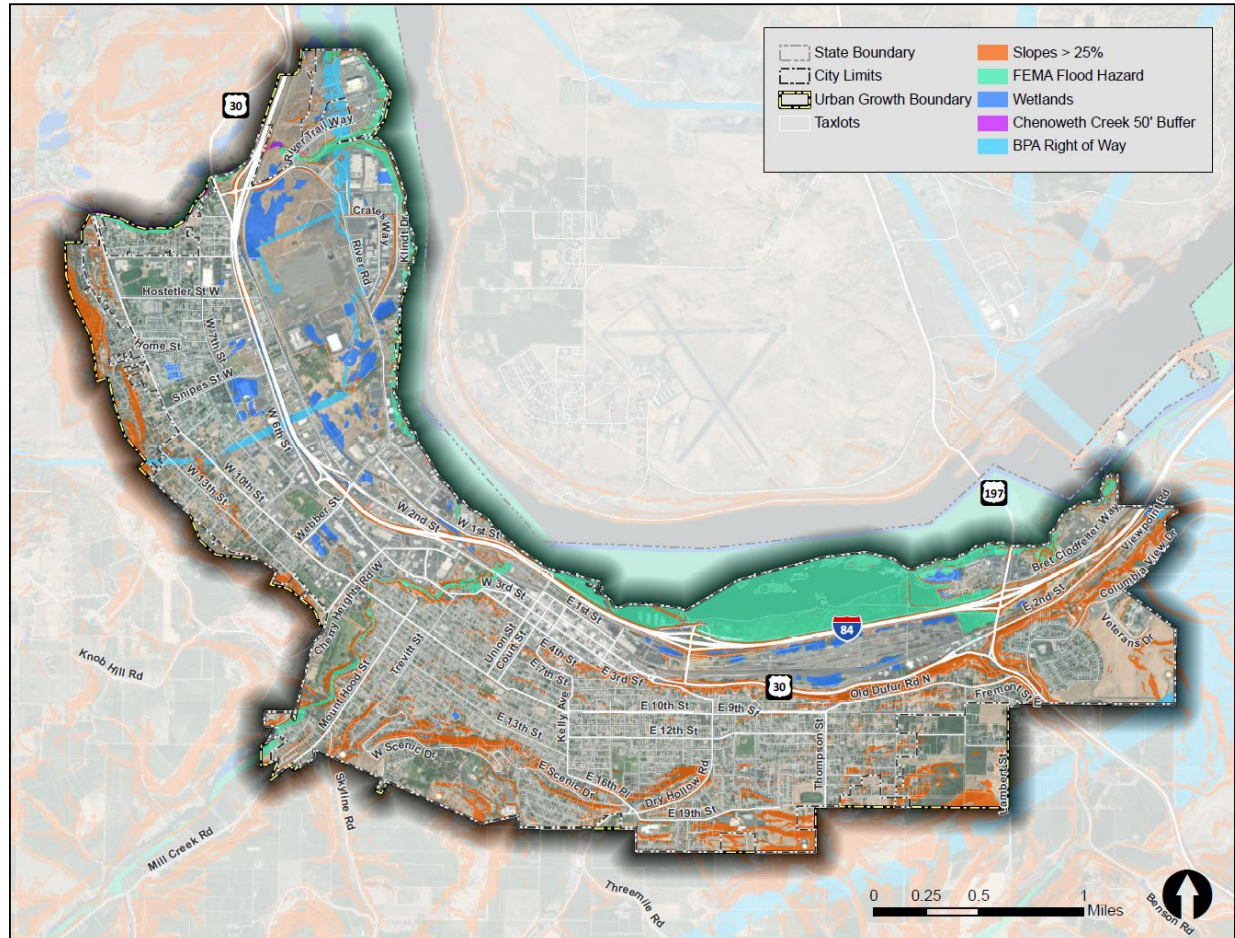 State Boundary
City Limits
Urban Growth Boundary
Taxlots
Slopes > 25%
FEMA Flood Hazard
Wetlands
Chenoweth Creek 50' Buffer
BPA Right of Way
30
River Trail Way
Crates Way
Klindt Dr
River Rd
Hostetler St W
W 7th St
Home St
Snipes St W
W 6th St
W 10th St
W 13th St
Webber St
W 2nd St
W 1st St
197
Bret Clodfelter Way
Viewpoint Rd
Columbia View Dr
E 2nd St
Veterans Dr
84
Cherry Heights Rd W
W 3rd St
E 1st St
Union St
Court St
Trevitt St
E 4th St
E 7th St
E 3rd St
30
Old Dufur Rd N
Fremont St
Knob Hill Rd
Mount Hood St
Kelly Ave
E 10th St
E 9th St
E 12th St
E 13th St
Thompson St
W Scenic Dr
E Scenic Dr
E 16th Pl
Dry Hollow Rd
E 19th St
Lambert St
Skyline Rd
Mill Creek Rd
Threemile Rd
Benson Rd
0 0.25 0.5 1
Miles